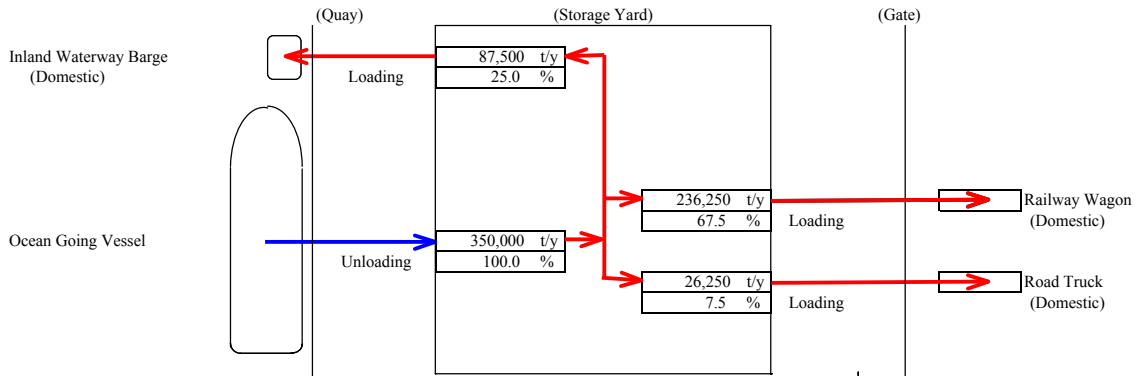 (Quay) (Storage Yard) (Gate)
Inland Waterway Barge
(Domestic)
87,500 t/y
Loading
25.0 %
236,250 t/y
Railway Wagon
67.5 %
Loading
(Domestic)
Ocean Going Vessel
350,000 t/y
Unloading
100.0 %
26,250 t/y
Road Truck
7.5 %
Loading
(Domestic)